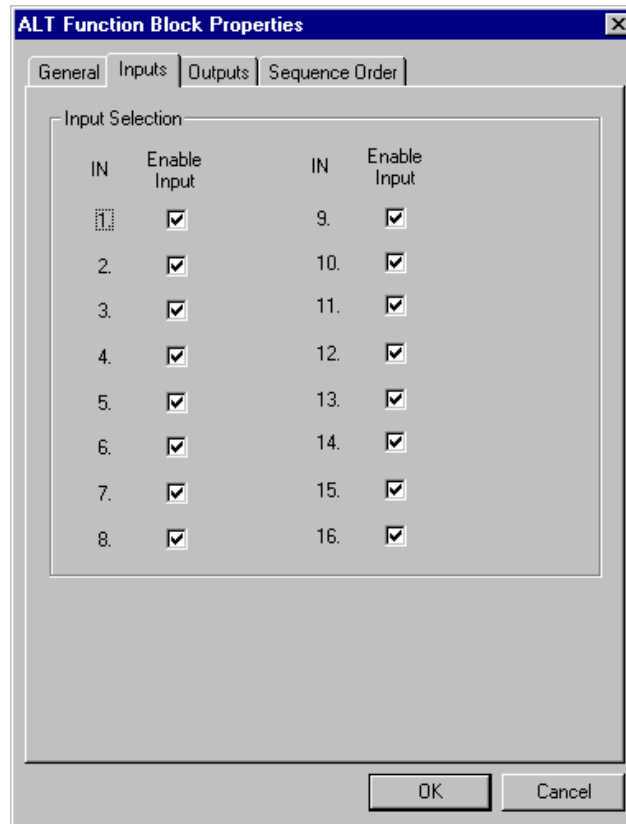 ALT Function Block Properties
General Inputs Outputs Sequence Order
Input Selection
IN Enable Input IN Enable Input
1. 9.
2. 10.
3. 11.
4. 12.
5. 13.
6. 14.
7. 15.
8. 16.
OK Cancel